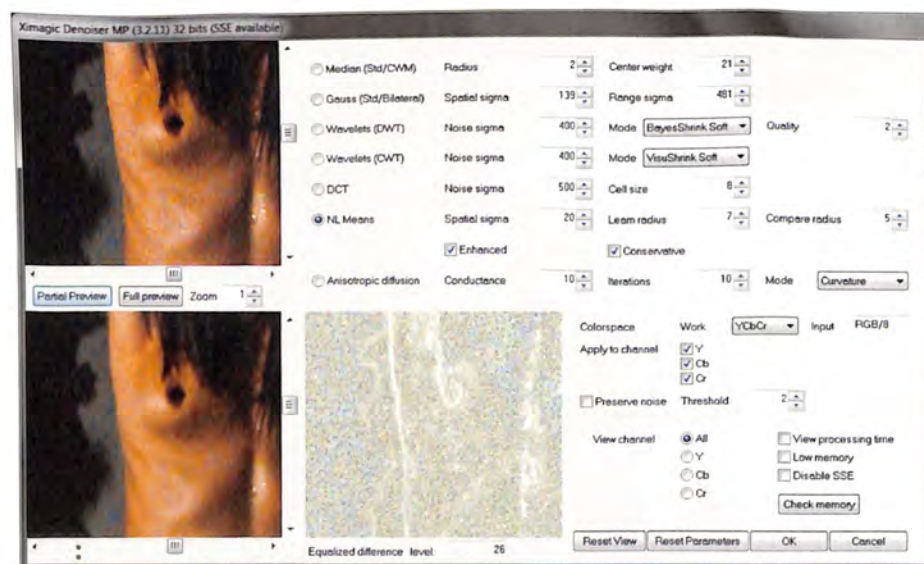 Ximagic Denoiser MP (3.2.11) 32 bits (SSE available)
Median (Std/CWM) Radius 2 Center weight 21
Gauss (Std/Bilateral) Spatial sigma 139 Range sigma 481
Wavelets (DWT) Noise sigma 400 Mode BayesShrink Soft Quality 2
Wavelets (CWT) Noise sigma 400 Mode VisuShrink Soft
DCT Noise sigma 500 Cell size 8
NL Means Spatial sigma 20 Learn radius 7 Compare radius 5
Enhanced Conservative
Anisotropic diffusion Conductance 10 Iterations 10 Mode Curvature
Partial Preview Full preview Zoom 1
Colorspace Work YCbCr Input RGB/8
Apply to channel Y
Cb
Cr
Preserve noise Threshold 2
View channel All View processing time
Y Low memory
Cb Disable SSE
Cr
Check memory
Reset View Reset Parameters OK Cancel
Equalized difference level 26